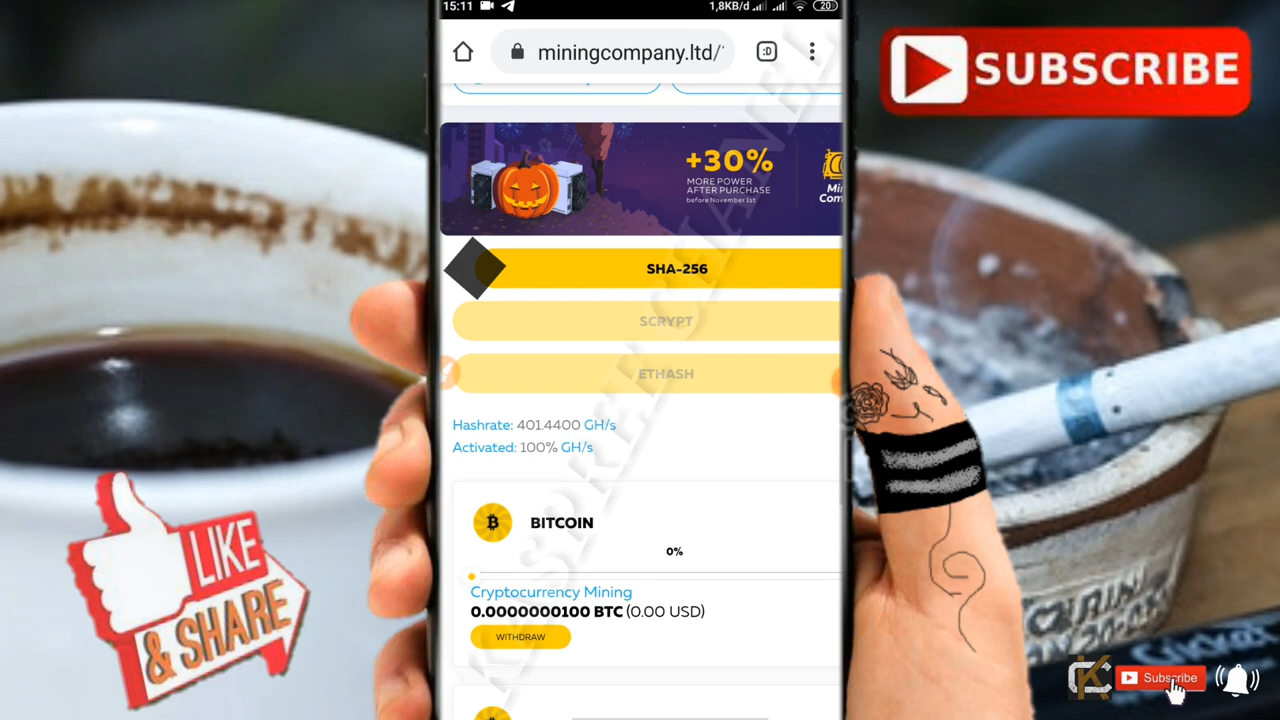 15:11
1,8KB/d
20
miningcompany.ltd/
:D
SUBSCRIBE
+30%
MORE POWER
AFTER PURCHASE
before November 1st
SHA-256
SCRYPT
ETHASH
Hashrate: 401.4400 GH/s
Activated: 100% GH/s
BITCOIN
0%
Cryptocurrency Mining
0.0000000100 BTC (0.00 USD)
WITHDRAW
LIKE
& SHARE
Subscribe